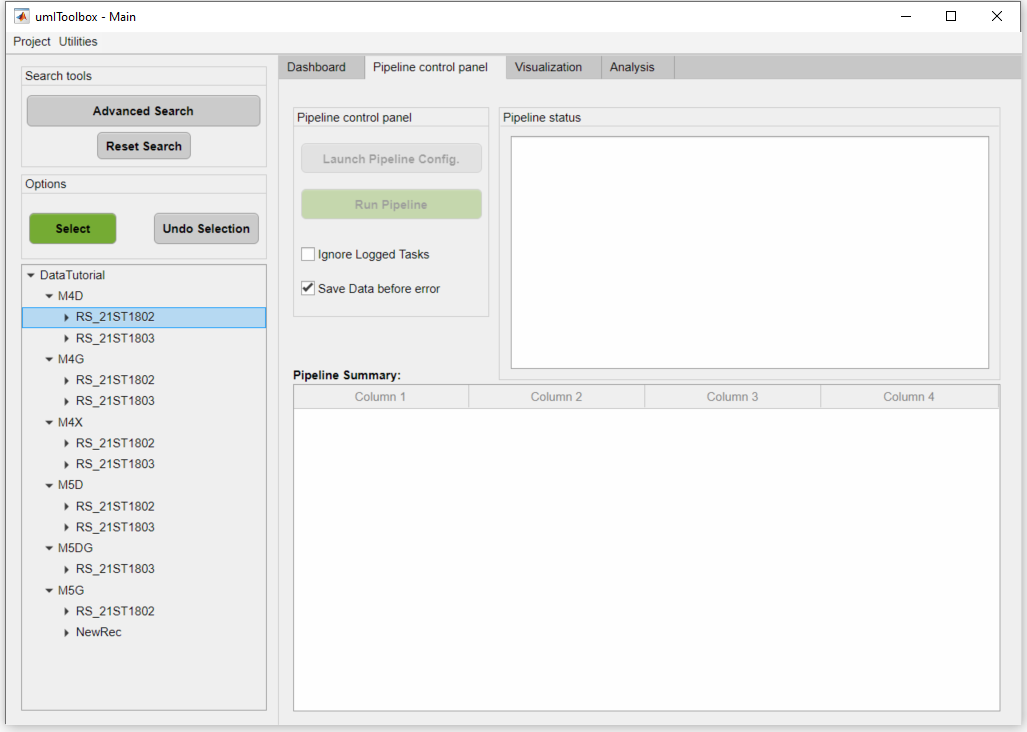 umIToolbox - Main
Project Utilities
Search tools
Advanced Search
Reset Search
Options
Select Undo Selection
DataTutorial
M4D
RS_21ST1802
RS_21ST1803
M4G
RS_21ST1802
RS_21ST1803
M4X
RS_21ST1802
RS_21ST1803
M5D
RS_21ST1802
RS_21ST1803
M5DG
RS_21ST1803
M5G
RS_21ST1802
NewRec
Dashboard Pipeline control panel Visualization Analysis
Pipeline control panel
Launch Pipeline Config.
Run Pipeline
Ignore Logged Tasks
Save Data before error
Pipeline status
Pipeline Summary:
Column 1 Column 2 Column 3 Column 4